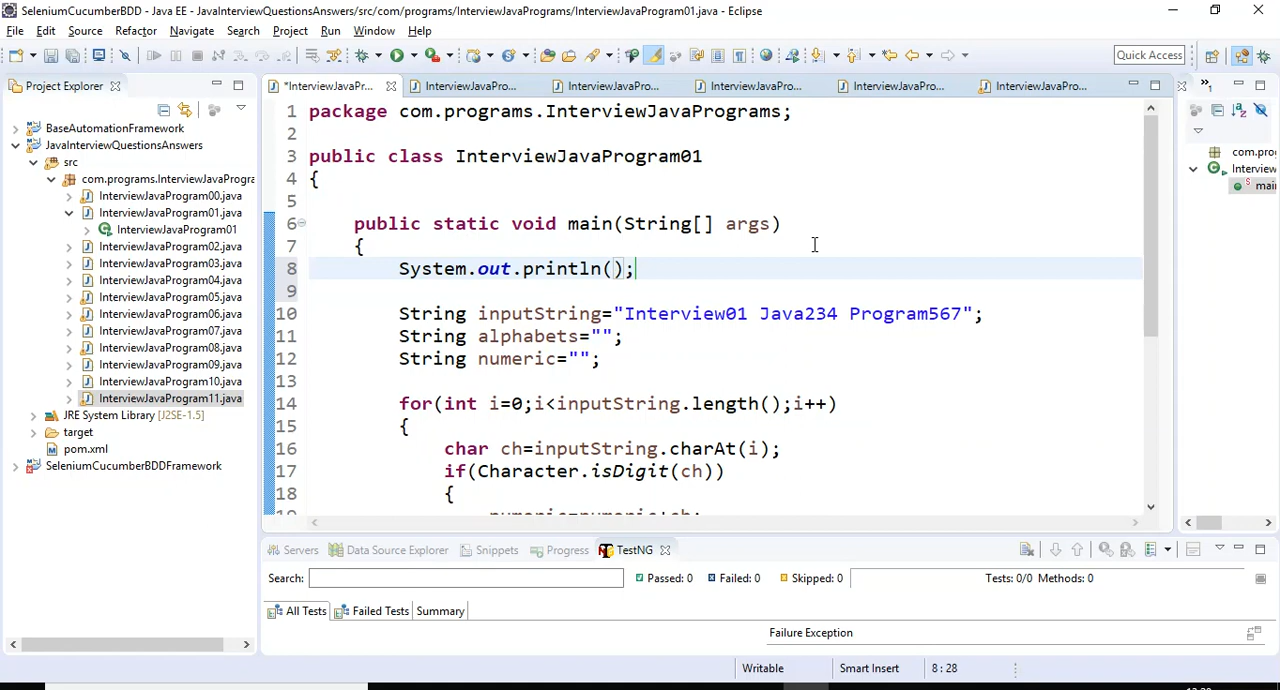 SeleniumCucumberBDD - Java EE - JavaInterviewQuestionsAnswers/src/com/programs/InterviewJavaPrograms/InterviewJavaProgram01.java - Eclipse
File Edit Source Refactor Navigate Search Project Run Window Help
Quick Access
Project Explorer
*InterviewJavaPr... InterviewJavaPro... InterviewJavaPro... InterviewJavaPro... InterviewJavaPro... InterviewJavaPro...
BaseAutomationFramework
JavaInterviewQuestionsAnswers
src
com.programs.InterviewJavaProgra
InterviewJavaProgram00.java
InterviewJavaProgram01.java
InterviewJavaProgram01
InterviewJavaProgram02.java
InterviewJavaProgram03.java
InterviewJavaProgram04.java
InterviewJavaProgram05.java
InterviewJavaProgram06.java
InterviewJavaProgram07.java
InterviewJavaProgram08.java
InterviewJavaProgram09.java
InterviewJavaProgram10.java
InterviewJavaProgram11.java
JRE System Library [J2SE-1.5]
target
pom.xml
SeleniumCucumberBDDFramework
1 package com.programs.InterviewJavaPrograms;
2
3 public class InterviewJavaProgram01
4 {
5
6 public static void main(String[] args)
7 {
8 System.out.println();
9
10 String inputString="Interview01 Java234 Program567";
11 String alphabets="";
12 String numeric="";
13
14 for(int i=0;i<inputString.length();i++)
15 {
16 char ch=inputString.charAt(i);
17 if(Character.isDigit(ch))
18 {
19 numeric=numeric+ch;
com.pro
Interview
mai
Servers Data Source Explorer Snippets Progress TestNG
Search: Passed: 0 Failed: 0 Skipped: 0 Tests: 0/0 Methods: 0
All Tests Failed Tests Summary
Failure Exception
Writable Smart Insert 8 : 28